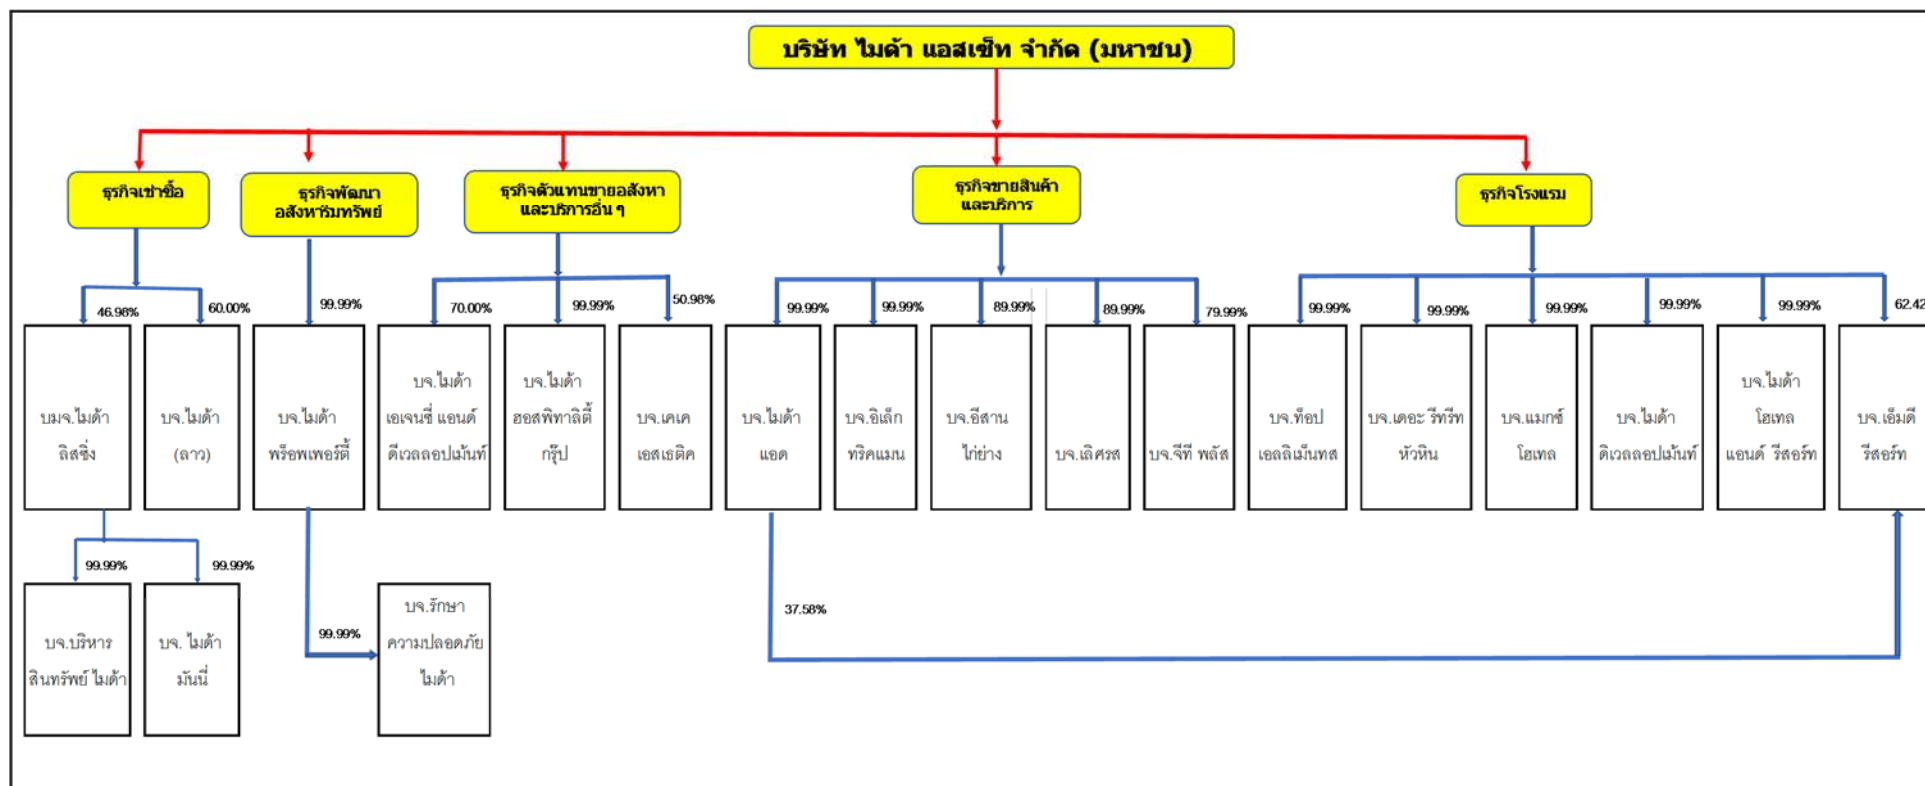 บริษัท ไมด้า แอสเซ็ท จำกัด (มหาชน)
ธุรกิจเช่าซื้อ
ธุรกิจพัฒนา
อสังหาริมทรัพย์
ธุรกิจตัวแทนขายอสังหา
และบริการอื่น ๆ
ธุรกิจขายสินค้า
และบริการ
ธุรกิจโรงแรม
46.98%
60.00%
99.99%
70.00%
99.99%
50.98%
99.99%
99.99%
89.99%
89.99%
79.99%
99.99%
99.99%
99.99%
99.99%
99.99%
62.42
บมจ.ไมด้า
ลิสซิ่ง
บจ.ไมด้า
(ลาว)
บจ.ไมด้า
พร็อพเพอร์ตี้
บจ.ไมด้า
เอเจนซี่ แอนด์
ดีเวลลอปเม้นท์
บจ.ไมด้า
ฮอสพิทาลิตี้
กรุ๊ป
บจ.เคเค
เอสเธติค
บจ.ไมด้า
แอด
บจ.อิเล็ก
ทริคแมน
บจ.อีสาน
ไก่ย่าง
บจ.เลิศรส
บจ.จีที พลัส
บจ.ท็อป
เอลลิเม็นทส
บจ.เดอะ รีทรีท
หัวหิน
บจ.แมกซ์
โฮเทล
บจ.ไมด้า
ดิเวลลอปเม้นท์
บจ.ไมด้า
โฮเทล
แอนด์ รีสอร์ท
บจ.เอ็มดี
รีสอร์ท
99.99%
99.99%
99.99%
37.58%
บจ.บริหาร
สินทรัพย์ ไมด้า
บจ. ไมด้า
มันนี่
บจ.รักษา
ความปลอดภัย
ไมด้า